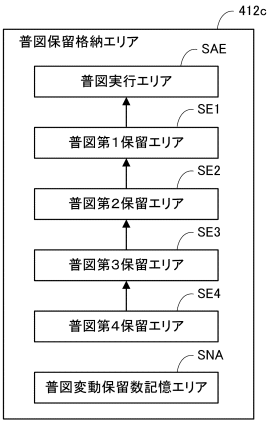 412c
普図保留格納エリア
SAE
普図実行エリア
SE1
普図第1保留エリア
SE2
普図第2保留エリア
SE3
普図第3保留エリア
SE4
普図第4保留エリア
SNA
普図変動保留数記憶エリア